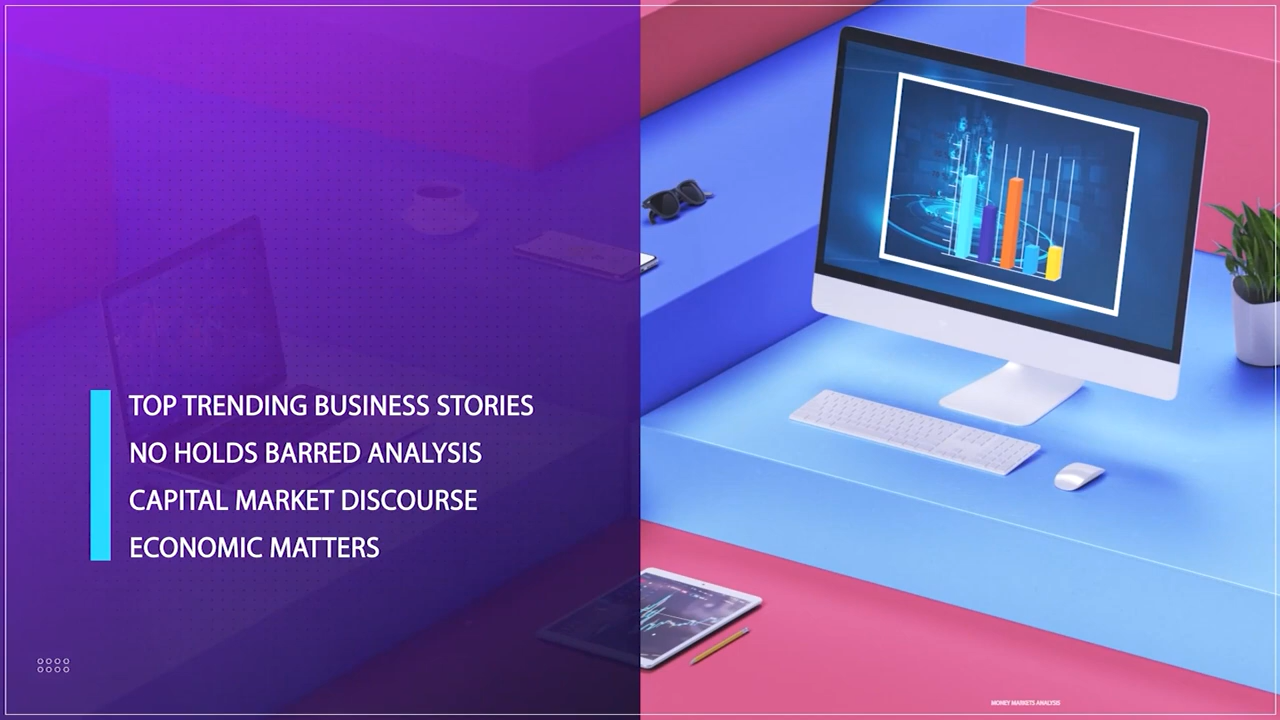 TOP TRENDING BUSINESS STORIES
NO HOLDS BARRED ANALYSIS
CAPITAL MARKET DISCOURSE
ECONOMIC MATTERS
MONEY MARKETS ANALYSIS